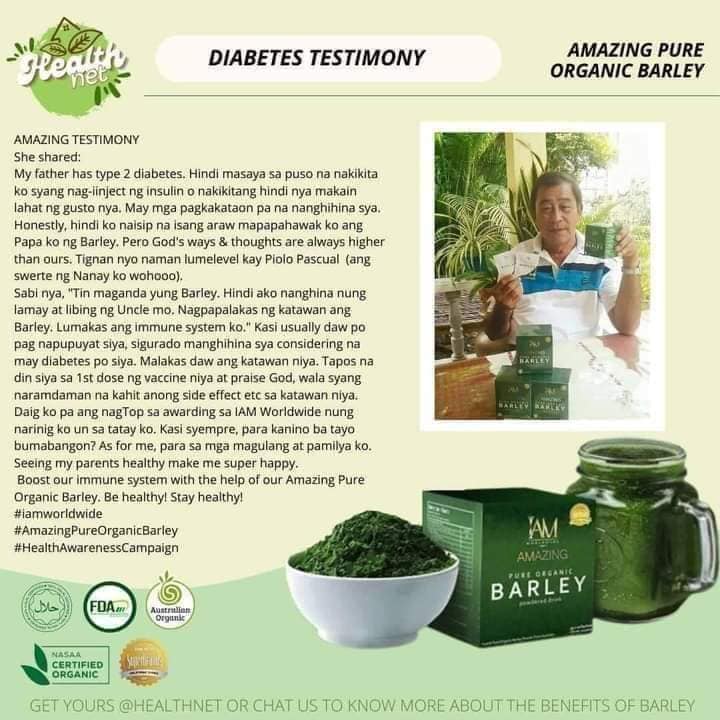 Health
net
DIABETES TESTIMONY
AMAZING PURE
ORGANIC BARLEY
AMAZING TESTIMONY
She shared:
My father has type 2 diabetes. Hindi masaya sa puso na nakikita
ko syang nag-iinject ng insulin o nakikitang hindi nya makain
lahat ng gusto nya. May mga pagkakataon pa na nanghihina sya.
Honestly, hindi ko naisip na isang araw mapapahawak ko ang
Papa ko ng Barley. Pero God's ways & thoughts are always higher
than ours. Tignan nyo naman lumelevel kay Piolo Pascual (ang
swerte ng Nanay ko wohooo).
Sabi nya, "Tin maganda yung Barley. Hindi ako nanghina nung
lamay at libing ng Uncle mo. Nagpapalakas ng katawan ang
Barley. Lumakas ang immune system ko." Kasi usually daw po
pag napupuyat siya, sigurado manghihina sya considering na
may diabetes po siya. Malakas daw ang katawan niya. Tapos na
din siya sa 1st dose ng vaccine niya at praise God, wala syang
naramdaman na kahit anong side effect etc sa katawan niya.
Daig ko pa ang nagTop sa awarding sa IAM Worldwide nung
narinig ko un sa tatay ko. Kasi syempre, para kanino ba tayo
bumabangon? As for me, para sa mga magulang at pamilya ko.
Seeing my parents healthy make me super happy.
Boost our immune system with the help of our Amazing Pure
Organic Barley. Be healthy! Stay healthy!
#iamworldwide
#AmazingPureOrganicBarley
#HealthAwarenessCampaign
BARLEY
IAM
BARLEY
IAM
AMAZING
BARLEY
BARLEY
IAM
WORLDWIDE
AMAZING
PURE ORGANIC
BARLEY
powdered drink
حلال
FDA
Australian
Organic
NASAA
CERTIFIED
ORGANIC
Superbrands
GET YOURS @HEALTHNET OR CHAT US TO KNOW MORE ABOUT THE BENEFITS OF BARLEY